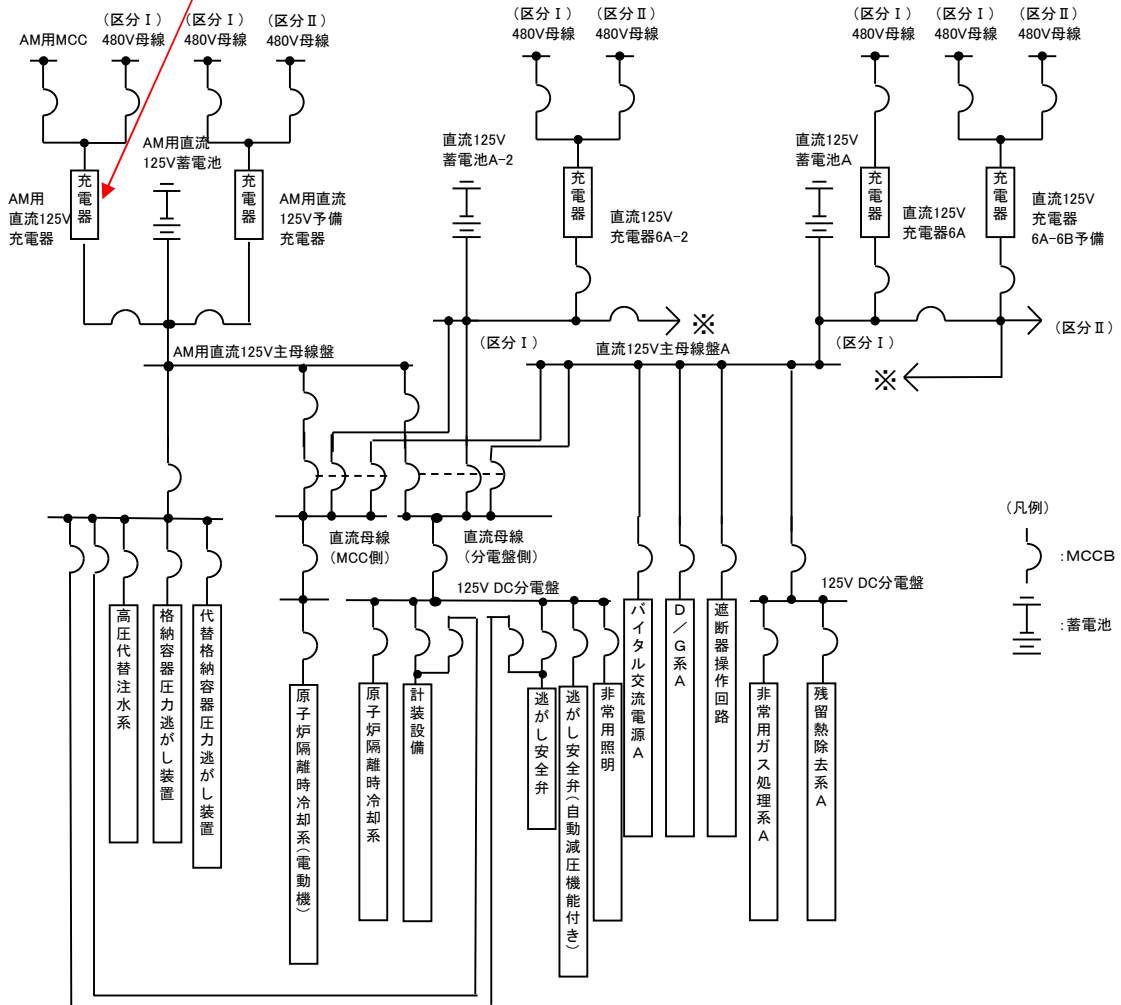 (区分Ⅰ)
(区分Ⅰ)
(区分Ⅱ)
AM用MCC
480V母線
480V母線
480V母線
(区分Ⅰ)
(区分Ⅱ)
480V母線
480V母線
(区分Ⅰ)
(区分Ⅰ)
(区分Ⅱ)
480V母線
480V母線
480V母線
AM用
直流125V
充電器
充電器
AM用直流
125V蓄電池
充電器
AM用直流
125V予備
充電器
直流125V
蓄電池A-2
充電器
直流125V
充電器6A-2
直流125V
蓄電池A
充電器
直流125V
充電器6A
充電器
直流125V
充電器
6A-6B予備
※
(区分Ⅱ)
AM用直流125V主母線盤
(区分Ⅰ)
直流125V主母線盤A
(区分Ⅰ)
※
直流母線
(MCC側)
直流母線
(分電盤側)
125V DC分電盤
125V DC分電盤
高圧代替注水系
格納容器圧力逃がし装置
代替格納容器圧力逃がし装置
原子炉隔離時冷却系(電動機)
原子炉隔離時冷却系
計装設備
逃がし安全弁
逃がし安全弁(自動減圧機能付き)
非常用照明
バイタル交流電源A
D/G系A
遮断器操作回路
非常用ガス処理系A
残留熱除去系A
(凡例)
:MCCB
:蓄電池